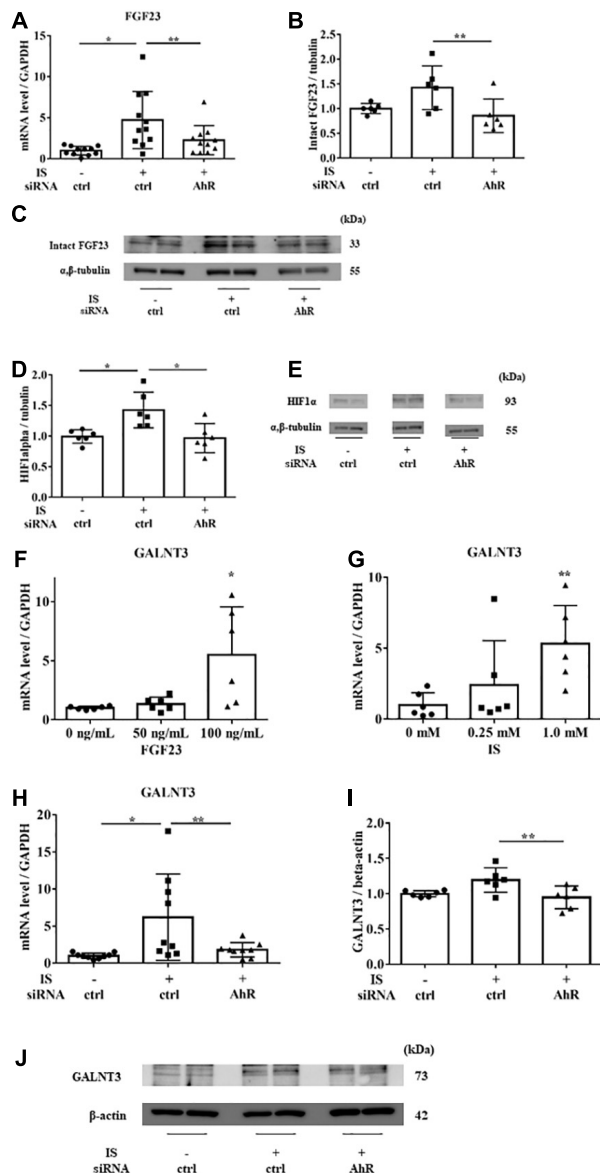 A
FGF23
* **
mRNA level / GAPDH
15
10
5
0
IS - + +
siRNA ctrl ctrl AhR
B
**
Intact FGF23 / tubulin
2.5
2.0
1.5
1.0
0.5
0.0
IS - + +
siRNA ctrl ctrl AhR
C
(kDa)
Intact FGF23 33
α,β-tubulin 55
IS - + +
siRNA ctrl ctrl AhR
D
* *
HIF1alpha / tubulin
2.0
1.5
1.0
0.5
0.0
IS - + +
siRNA ctrl ctrl AhR
E
(kDa)
HIF1α 93
α,β-tubulin 55
IS - + +
siRNA ctrl ctrl AhR
F
GALNT3
*
mRNA level / GAPDH
10
5
0
0 ng/mL 50 ng/mL 100 ng/mL
FGF23
G
GALNT3
**
mRNA level / GAPDH
10
5
0
0 mM 0.25 mM 1.0 mM
IS
H
GALNT3
* **
mRNA level / GAPDH
20
15
10
5
0
IS - + +
siRNA ctrl ctrl AhR
I
**
GALNT3 / beta-actin
2.0
1.5
1.0
0.5
0.0
IS - + +
siRNA ctrl ctrl AhR
J
(kDa)
GALNT3 73
β-actin 42
IS - + +
siRNA ctrl ctrl AhR